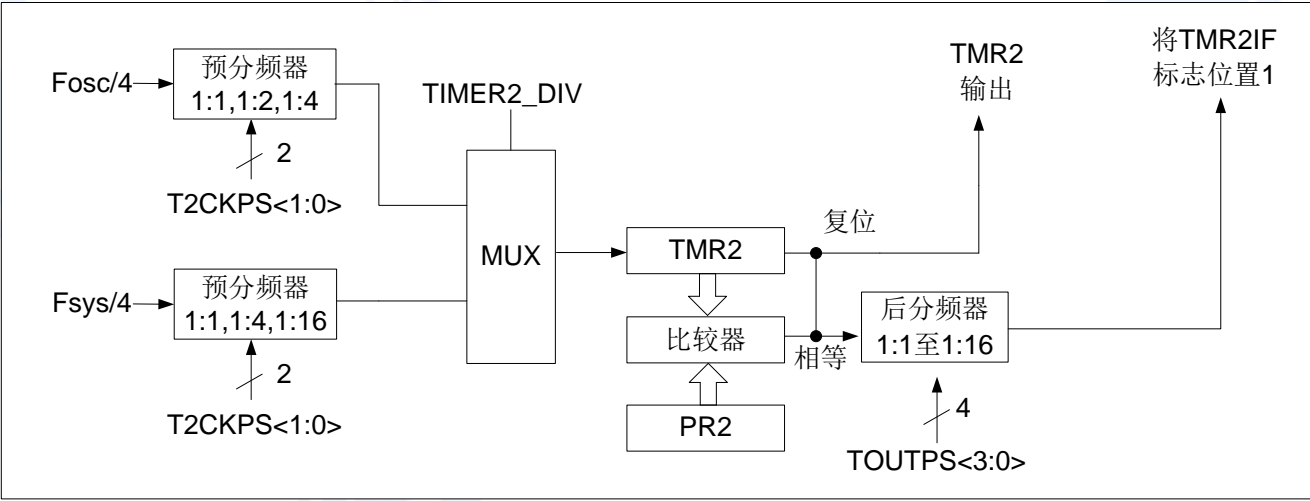 Fosc/4
预分频器
1:1,1:2,1:4
2
T2CKPS<1:0>
Fsys/4
预分频器
1:1,1:4,1:16
2
T2CKPS<1:0>
TIMER2_DIV
MUX
TMR2
比较器
PR2
复位
相等
TMR2
输出
后分频器
1:1至1:16
4
TOUTPS<3:0>
将TMR2IF
标志位置1